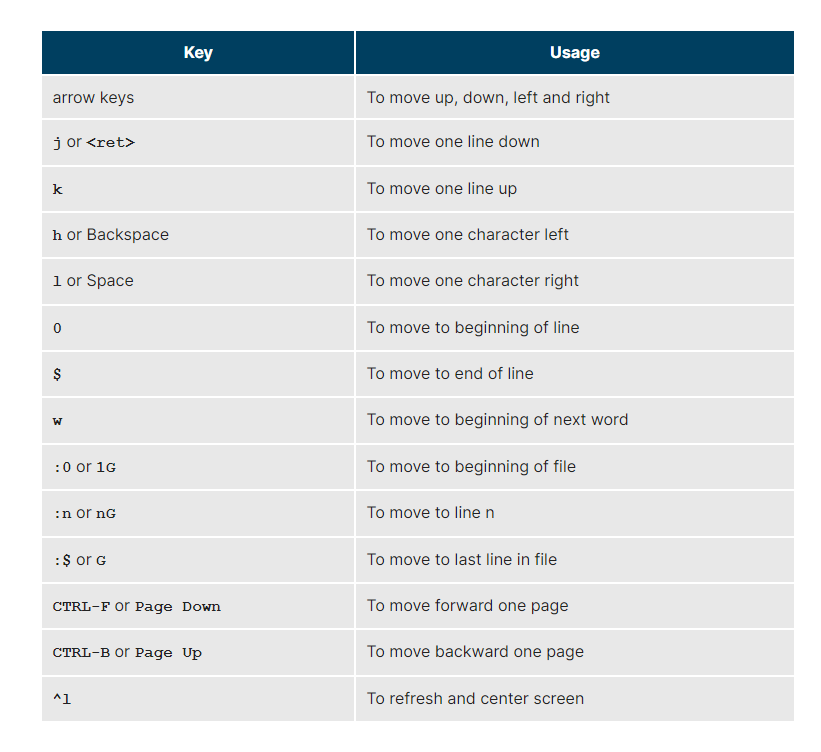 Key Usage
arrow keys To move up, down, left and right
j or <ret> To move one line down
k To move one line up
h or Backspace To move one character left
l or Space To move one character right
0 To move to beginning of line
$ To move to end of line
w To move to beginning of next word
:0 or 1G To move to beginning of file
:n or nG To move to line n
:$ or G To move to last line in file
CTRL-F or Page Down To move forward one page
CTRL-B or Page Up To move backward one page
^l To refresh and center screen